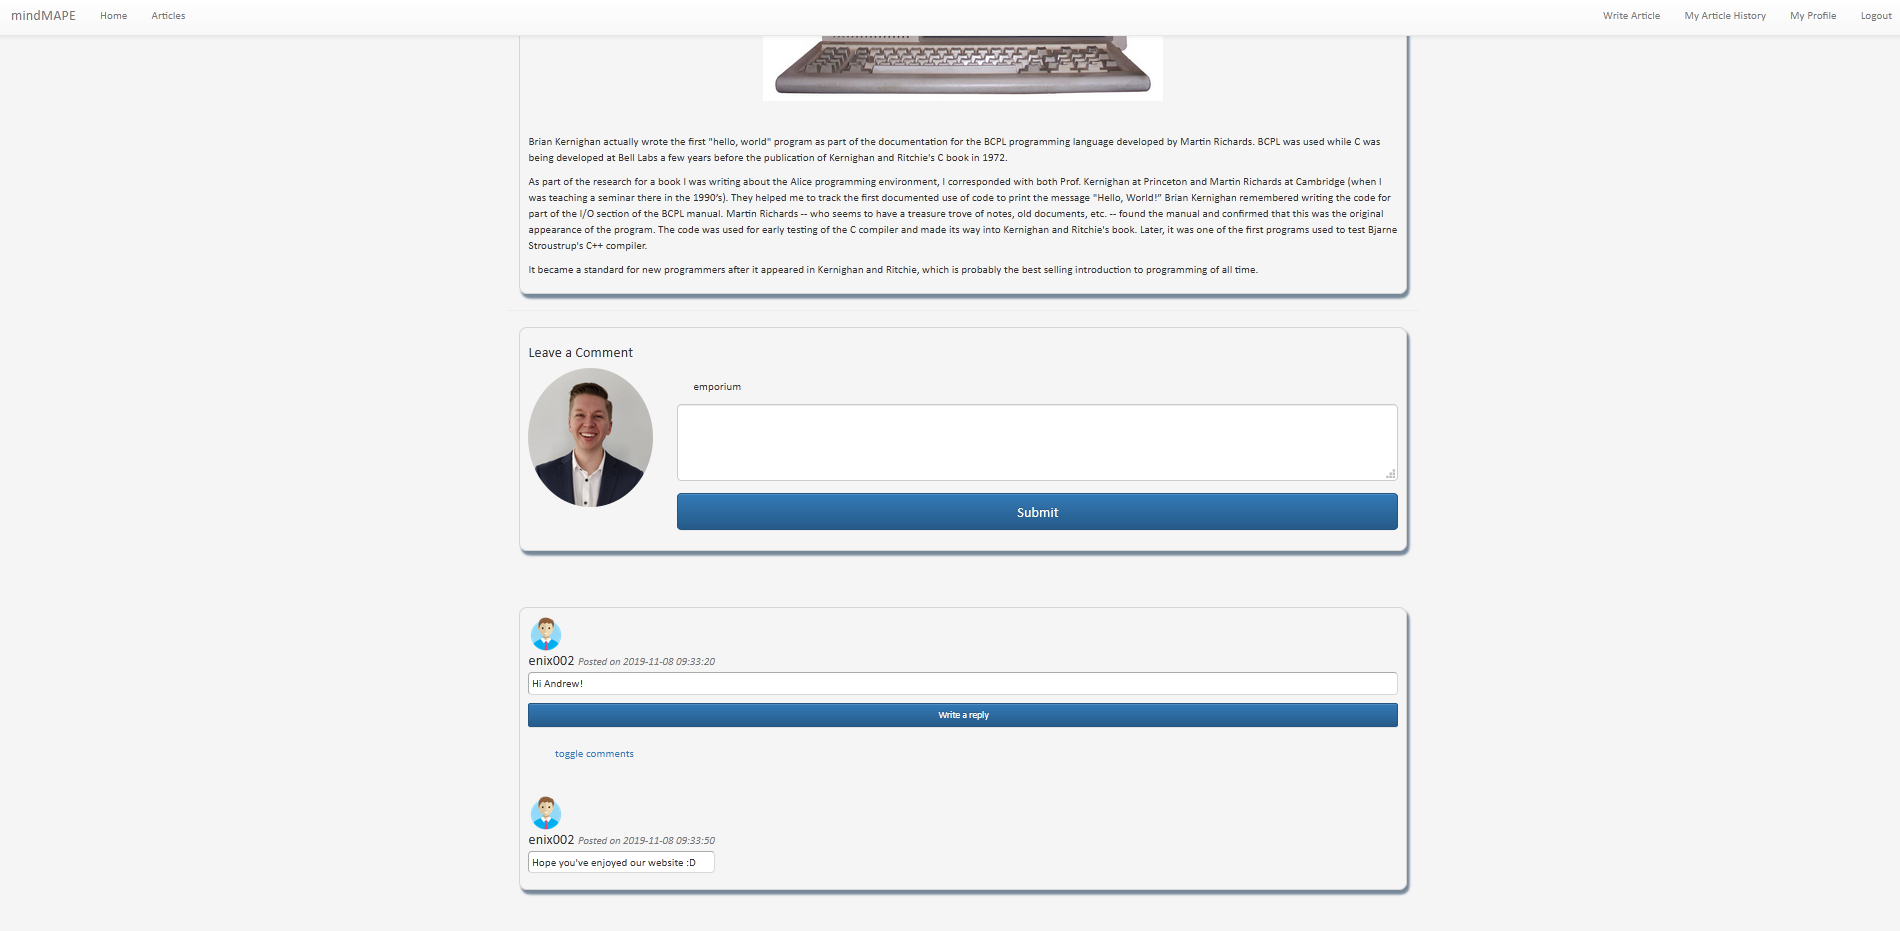 mindMAPE Home Articles Write Article My Article History My Profile Logout
Brian Kernighan actually wrote the first "hello, world" program as part of the documentation for the BCPL programming language developed by Martin Richards. BCPL was used while C was
being developed at Bell Labs a few years before the publication of Kernighan and Ritchie's C book in 1972.
As part of the research for a book I was writing about the Alice programming environment, I corresponded with both Prof. Kernighan at Princeton and Martin Richards at Cambridge (when I
was teaching a seminar there in the 1990's). They helped me to track the first documented use of code to print the message "Hello, World!" Brian Kernighan remembered writing the code for
part of the I/O section of the BCPL manual. Martin Richards -- who seems to have a treasure trove of notes, old documents, etc. -- found the manual and confirmed that this was the original
appearance of the program. The code was used for early testing of the C compiler and made its way into Kernighan and Ritchie's book. Later, it was one of the first programs used to test Bjarne
Stroustrup's C++ compiler.
It became a standard for new programmers after it appeared in Kernighan and Ritchie, which is probably the best selling introduction to programming of all time.
Leave a Comment
emporium
Submit
enix002 Posted on 2019-11-08 09:33:20
Hi Andrew!
Write a reply
toggle comments
enix002 Posted on 2019-11-08 09:33:50
Hope you've enjoyed our website :D